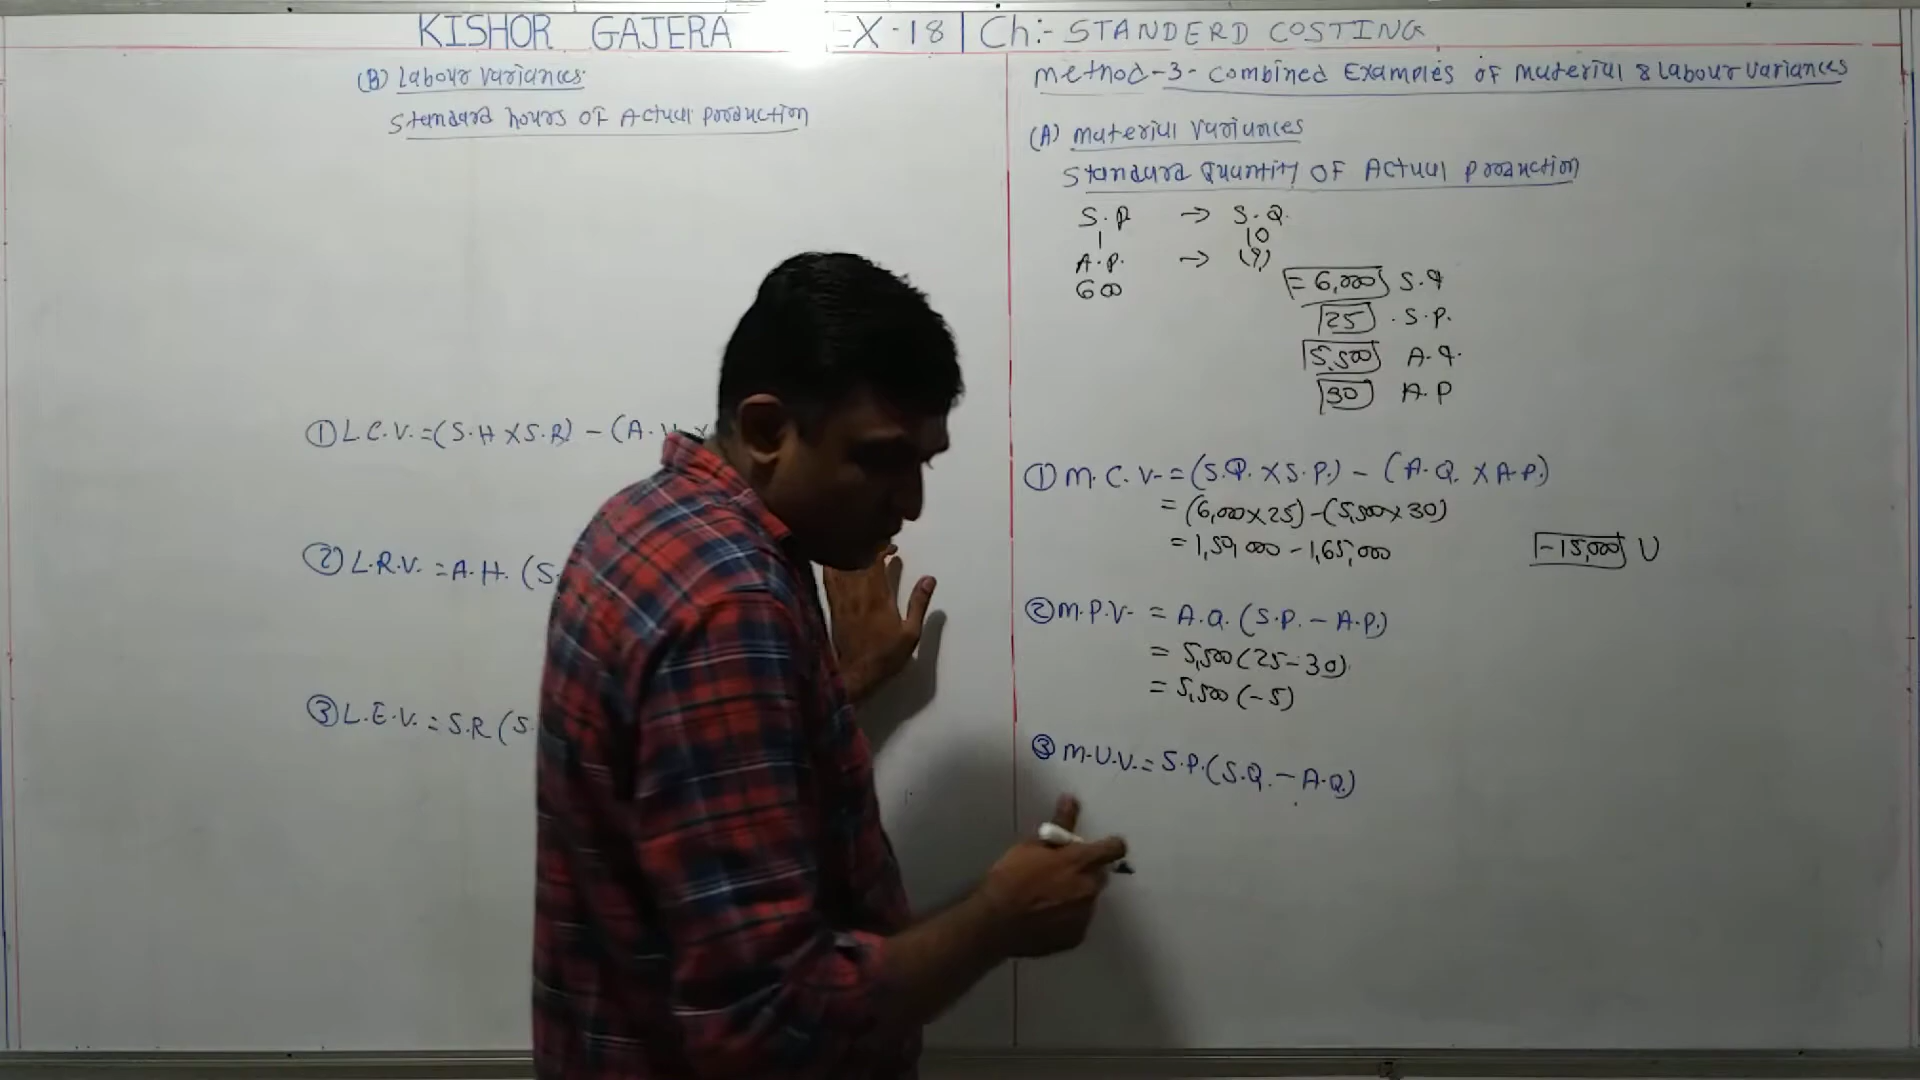 KISHOR GAJERA EX-18 | Ch:- STANDERD COSTING
(B) Labour Variances
Standard hours of Actual Production
① L.C.V. = (S.H X S.R) - (A.
② L.R.V. = A.H. (S.
③ L.E.V. = S.R (S.
Method-3- Combined Examples of Material & Labour Variances
(A) Material Variances
Standard Quantity of Actual Production
S.P → S.Q.
1 10
A.P. → (?)
600
= 6,000 S.Q
25 S.P.
5,500 A.Q.
30 A.P
① M.C.V. = (S.Q. X S.P.) - (A.Q. X A.P.)
= (6,000 X 25) - (5,500 X 30)
= 1,50,000 - 1,65,000 -15,000 U
② M.P.V. = A.Q. (S.P. - A.P.)
= 5,500 (25-30)
= 5,500 (-5)
③ M.U.V. = S.P. (S.Q. - A.Q.)